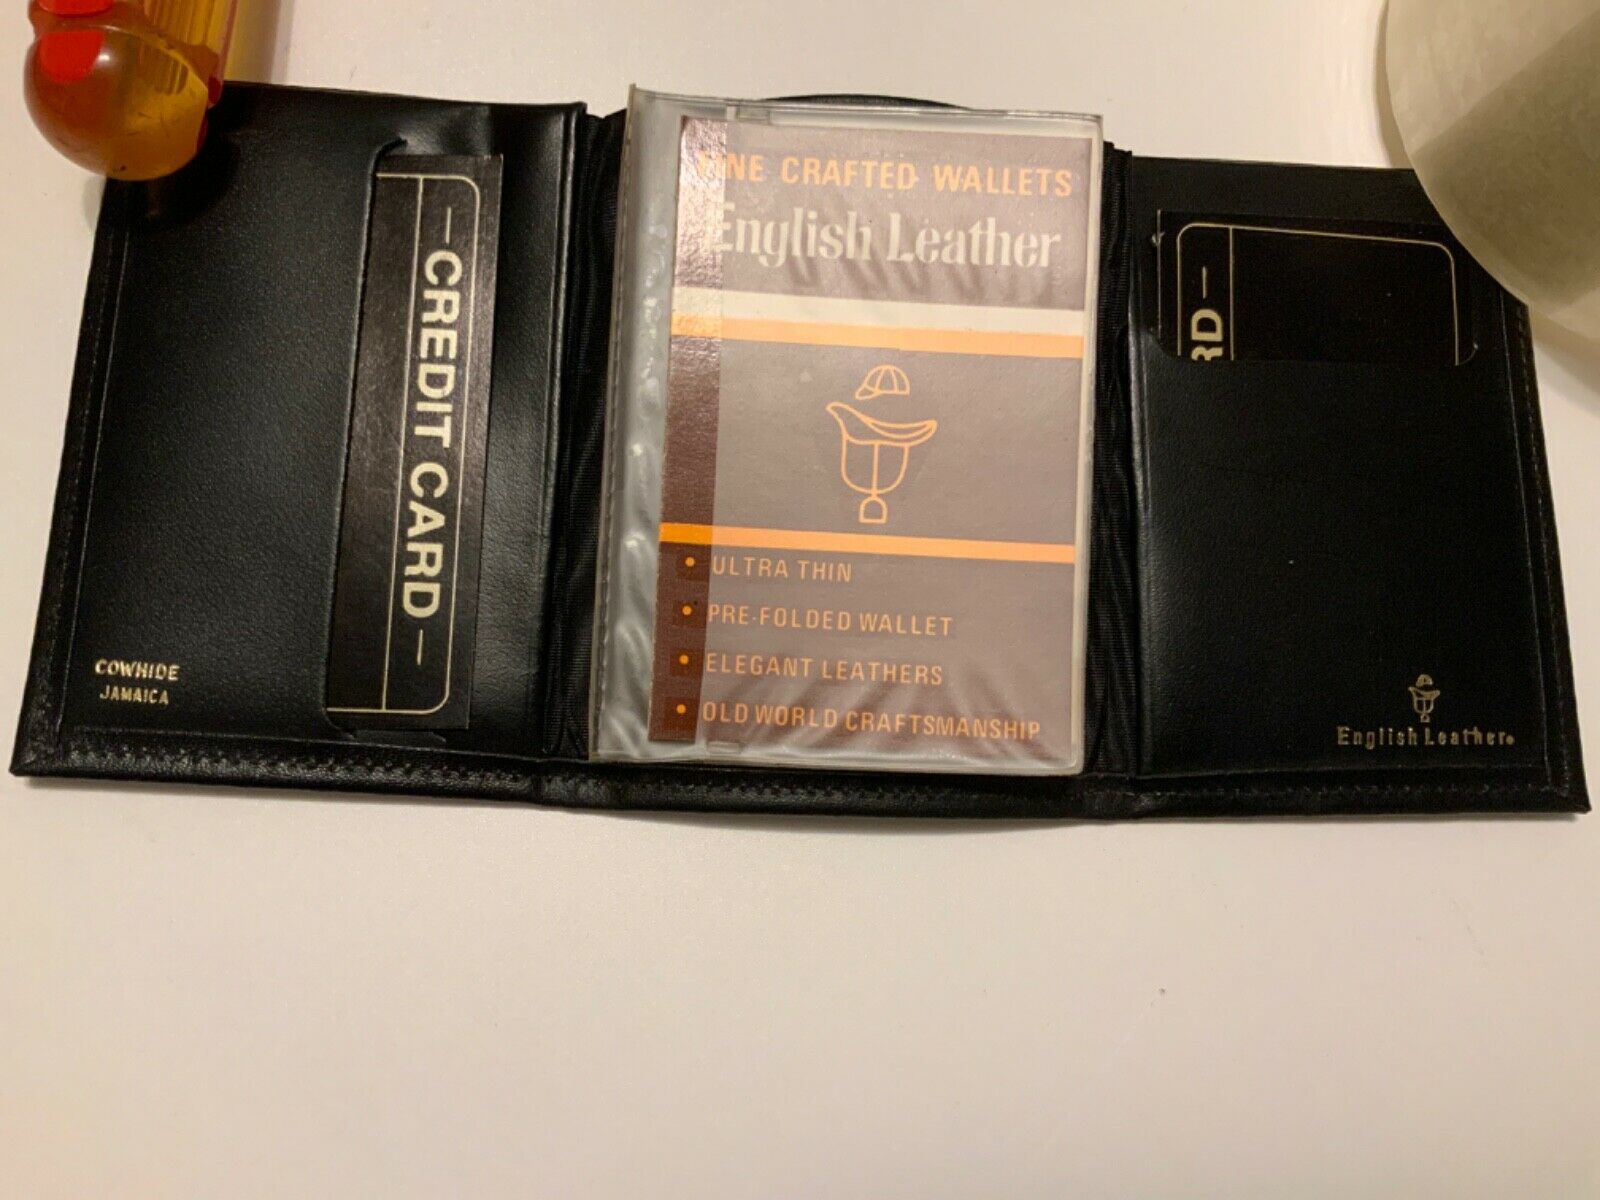 CREDIT CARD
COWHIDE
JAMAICA
FINE CRAFTED WALLETS
English Leather
• ULTRA THIN
• PRE-FOLDED WALLET
• ELEGANT LEATHERS
• OLD WORLD CRAFTSMANSHIP
RD
English Leather®